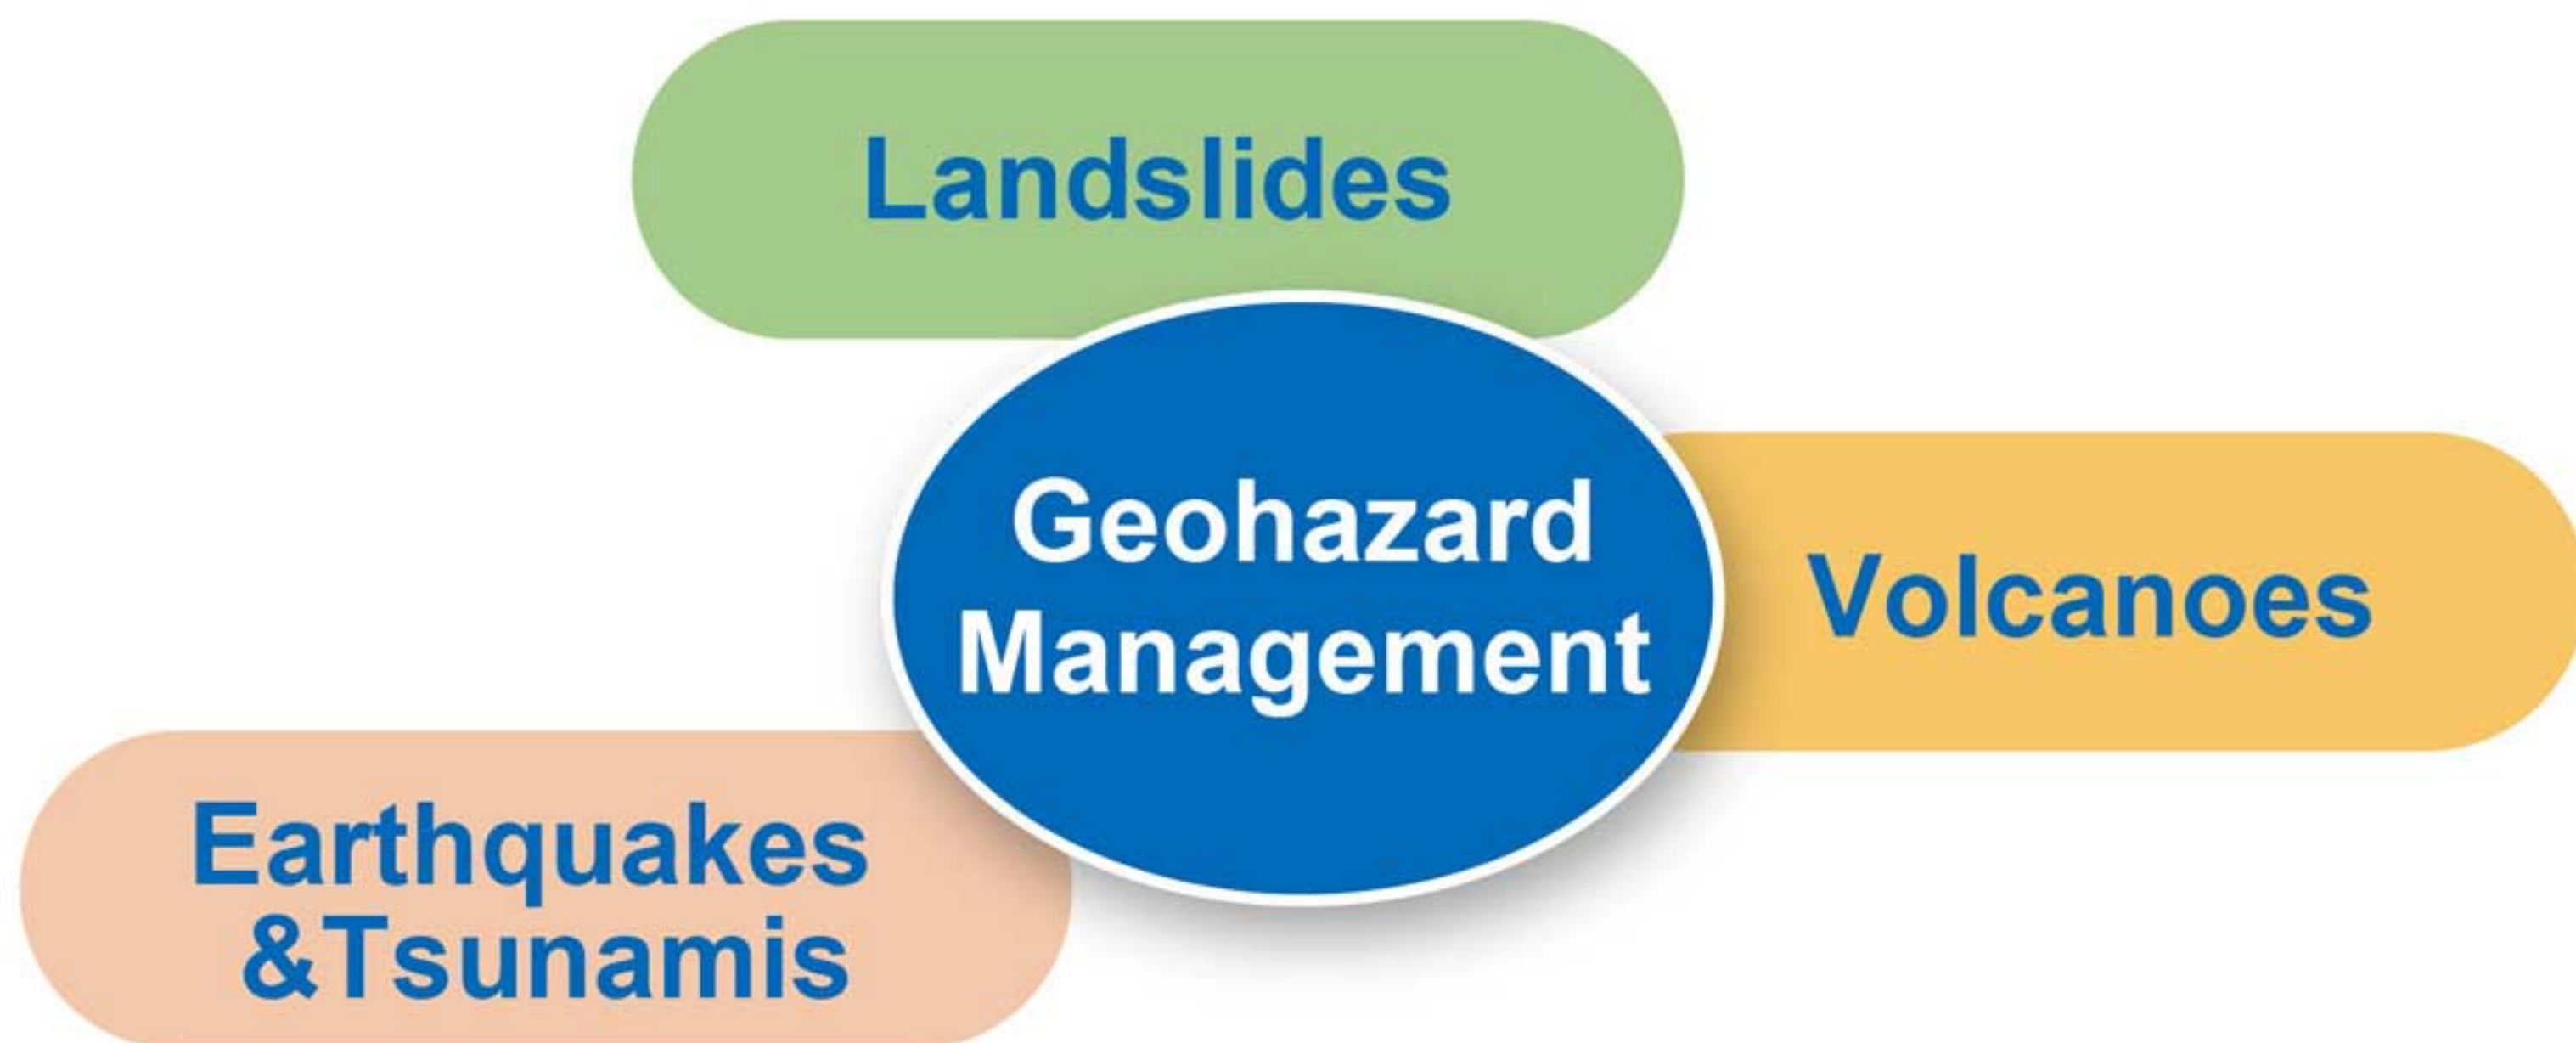 Landslides
Geohazard
Management
Volcanoes
Earthquakes
&Tsunamis